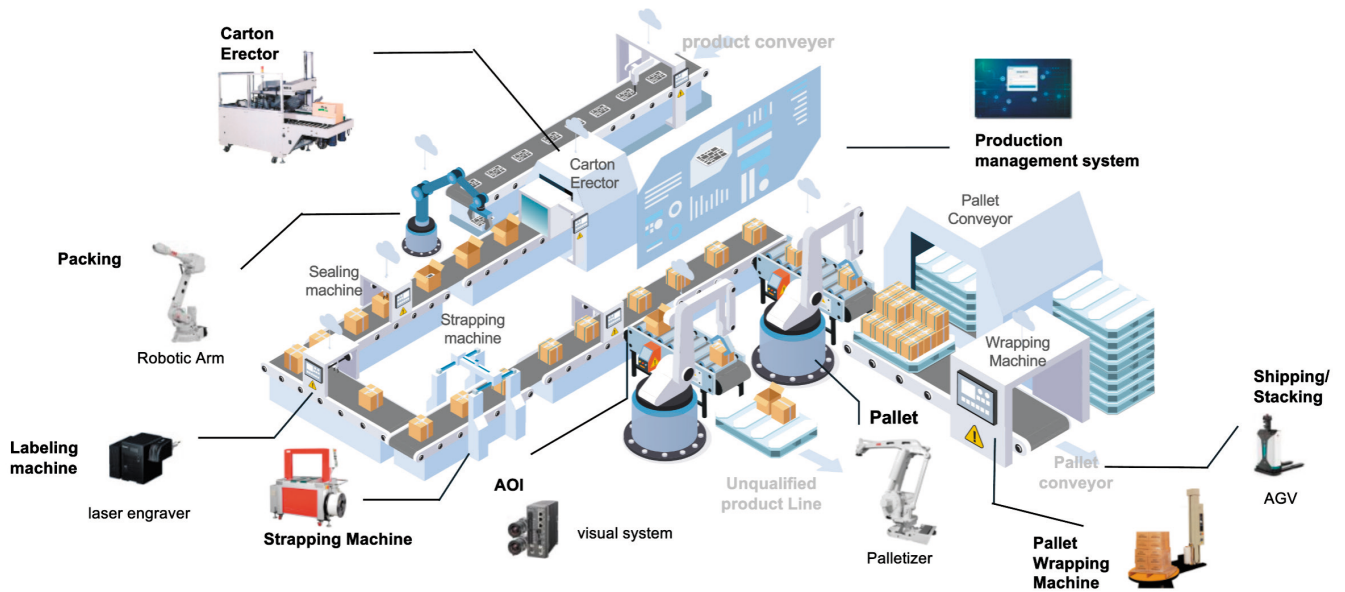 Carton
Erector
product conveyer
Production
management system
Carton
Erector
Pallet
Conveyor
Packing
Robotic Arm
Sealing
machine
Strapping
machine
Wrapping
Machine
Labeling
machine
laser engraver
Strapping Machine
AOI
visual system
Unqualified
product Line
Pallet
Palletizer
Pallet
conveyor
Shipping/
Stacking
AGV
Pallet
Wrapping
Machine